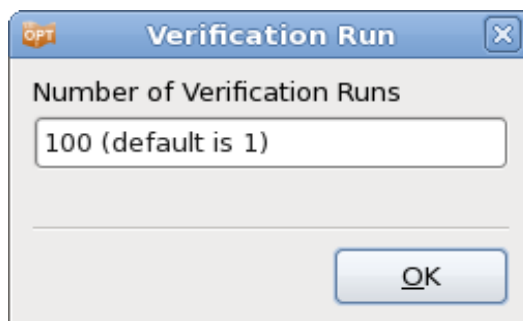 OPT
Verification Run
Number of Verification Runs
100 (default is 1)
OK